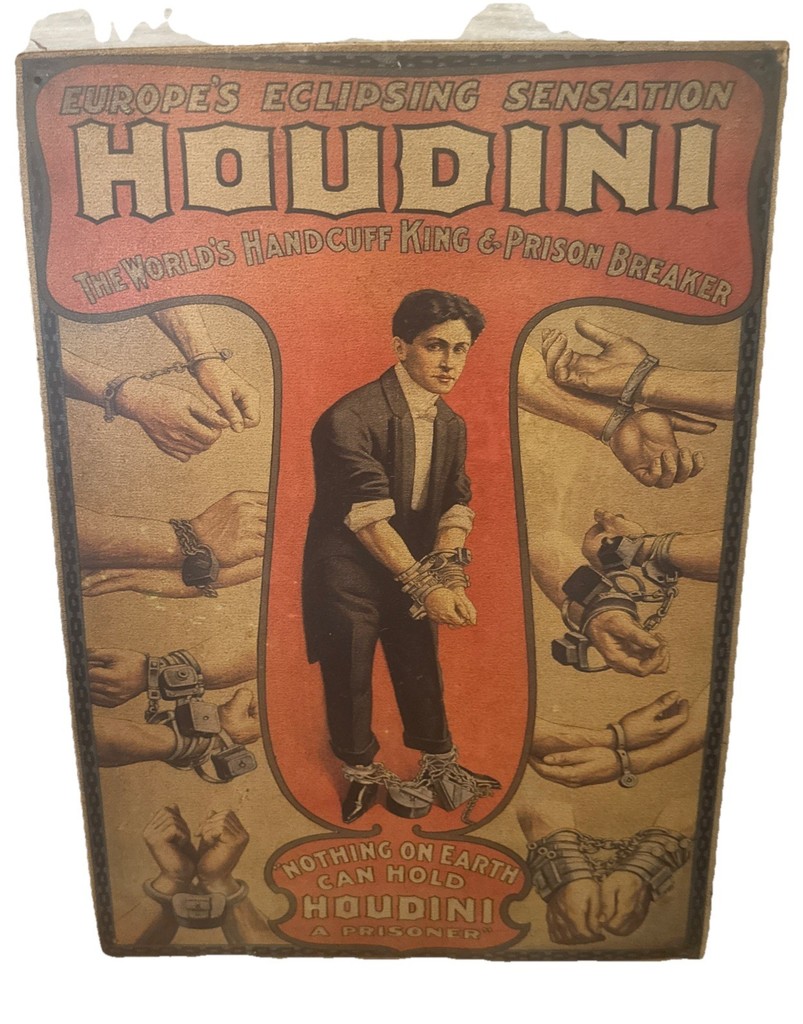 EUROPE'S ECLIPSING SENSATION
HOUDINI
THE WORLD'S HANDCUFF KING & PRISON BREAKER
"NOTHING ON EARTH
CAN HOLD
HOUDINI
A PRISONER"